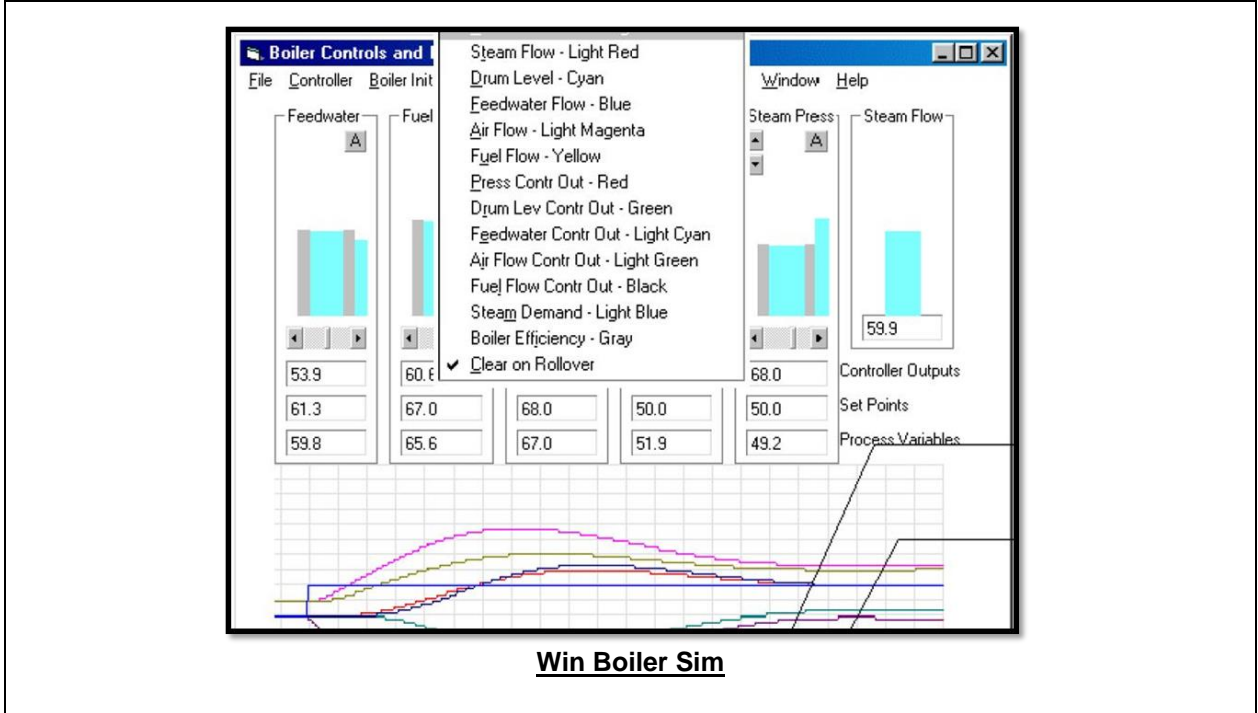 Boiler Controls and
Steam Flow - Light Red
File Controller Boiler Init
Drum Level - Cyan
Window Help
Feedwater Flow - Blue
Feedwater
Fuel
Air Flow - Light Magenta
Steam Press
Steam Flow
A
A
Fuel Flow - Yellow
Press Contr Out - Red
Drum Lev Contr Out - Green
Feedwater Contr Out - Light Cyan
Air Flow Contr Out - Light Green
Fuel Flow Contr Out - Black
Steam Demand - Light Blue
Boiler Efficiency - Gray
Clear on Rollover
59.9
53.9 68.0 Controller Outputs
61.3 67.0 68.0 50.0 50.0 Set Points
59.8 65.6 67.0 51.9 49.2 Process Variables
Win Boiler Sim